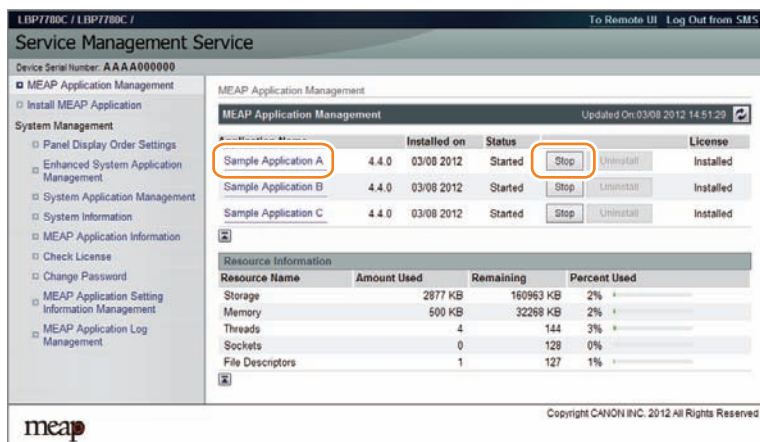 LBP7780C / LBP7780C / To Remote UI Log Out from SMS
Service Management Service
Device Serial Number: AAAA000000
MEAP Application Management
Install MEAP Application
System Management
Panel Display Order Settings
Enhanced System Application
Management
System Application Management
System Information
MEAP Application Information
Check License
Change Password
MEAP Application Setting
Information Management
MEAP Application Log
Management
MEAP Application Management
MEAP Application Management Updated On:03/08 2012 14:51:29
Application Name Installed on Status License
Sample Application A 4.4.0 03/08 2012 Started Stop Uninstall Installed
Sample Application B 4.4.0 03/08 2012 Started Stop Uninstall Installed
Sample Application C 4.4.0 03/08 2012 Started Stop Uninstall Installed
Resource Information
Resource Name Amount Used Remaining Percent Used
Storage 2877 KB 160963 KB 2%
Memory 500 KB 32268 KB 2%
Threads 4 144 3%
Sockets 0 128 0%
File Descriptors 1 127 1%
meap
Copyright CANON INC. 2012 All Rights Reserved